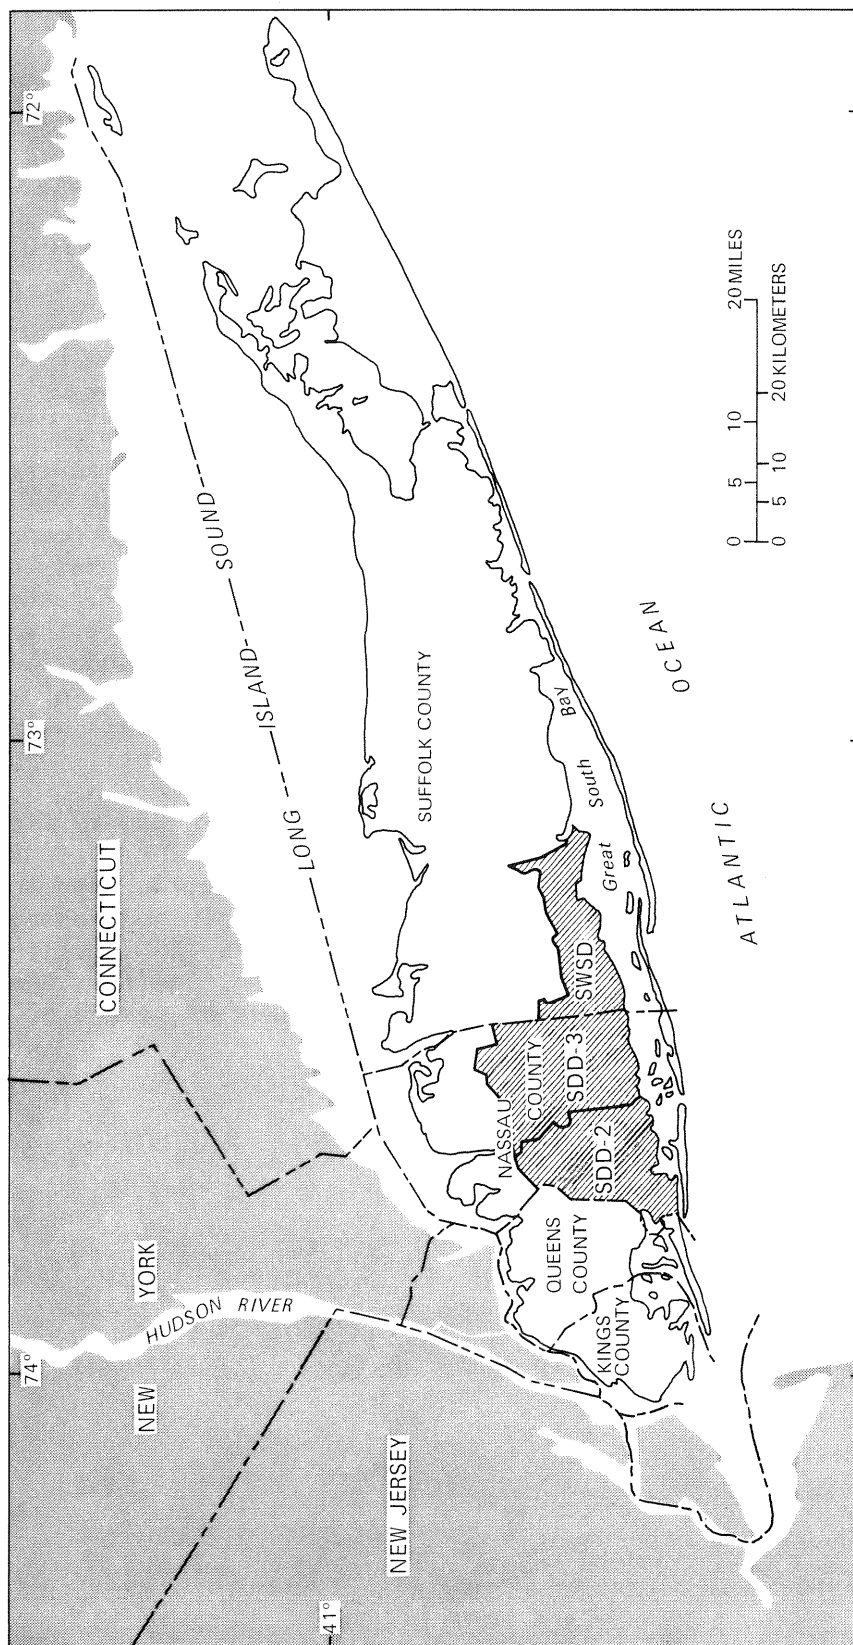 74°
73°
72°
41°
CONNECTICUT
NEW YORK
HUDSON RIVER
NEW JERSEY
LONG ISLAND SOUND
SUFFOLK COUNTY
NASSAU
COUNTY
QUEENS
COUNTY
KINGS
COUNTY
SDD-2
SDD-3
SWSD
Great South Bay
ATLANTIC OCEAN
0 5 10 20 MILES
0 5 10 20 KILOMETERS